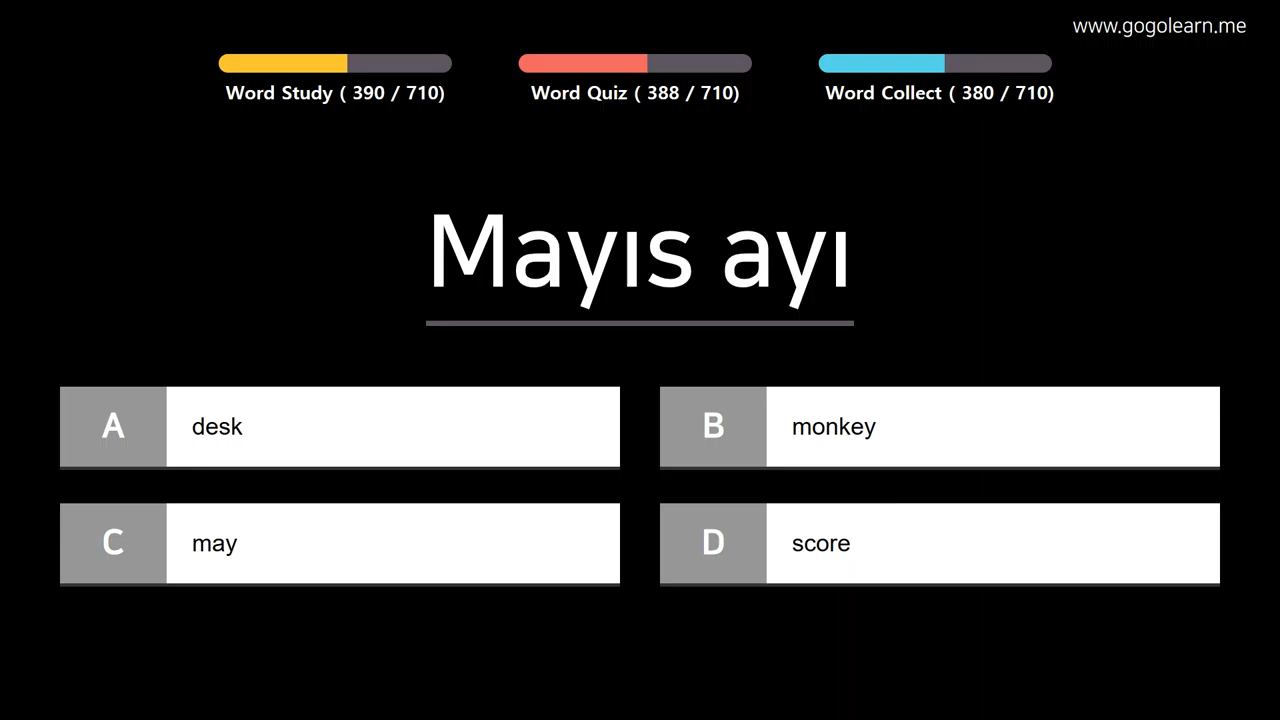 www.gogolearn.me
Word Study ( 390 / 710)
Word Quiz ( 388 / 710)
Word Collect ( 380 / 710)
Mayıs ayı
A desk
B monkey
C may
D score